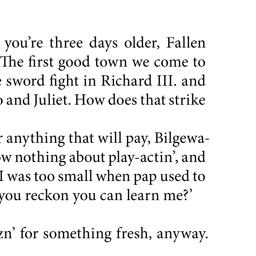 you’re three days older, Fallen
The first good town we come to
sword fight in Richard III. and
and Juliet. How does that strike
anything that will pay, Bilgewa-
nothing about play-actin’, and
I was too small when pap used to
you reckon you can learn me?’
for something fresh, anyway.